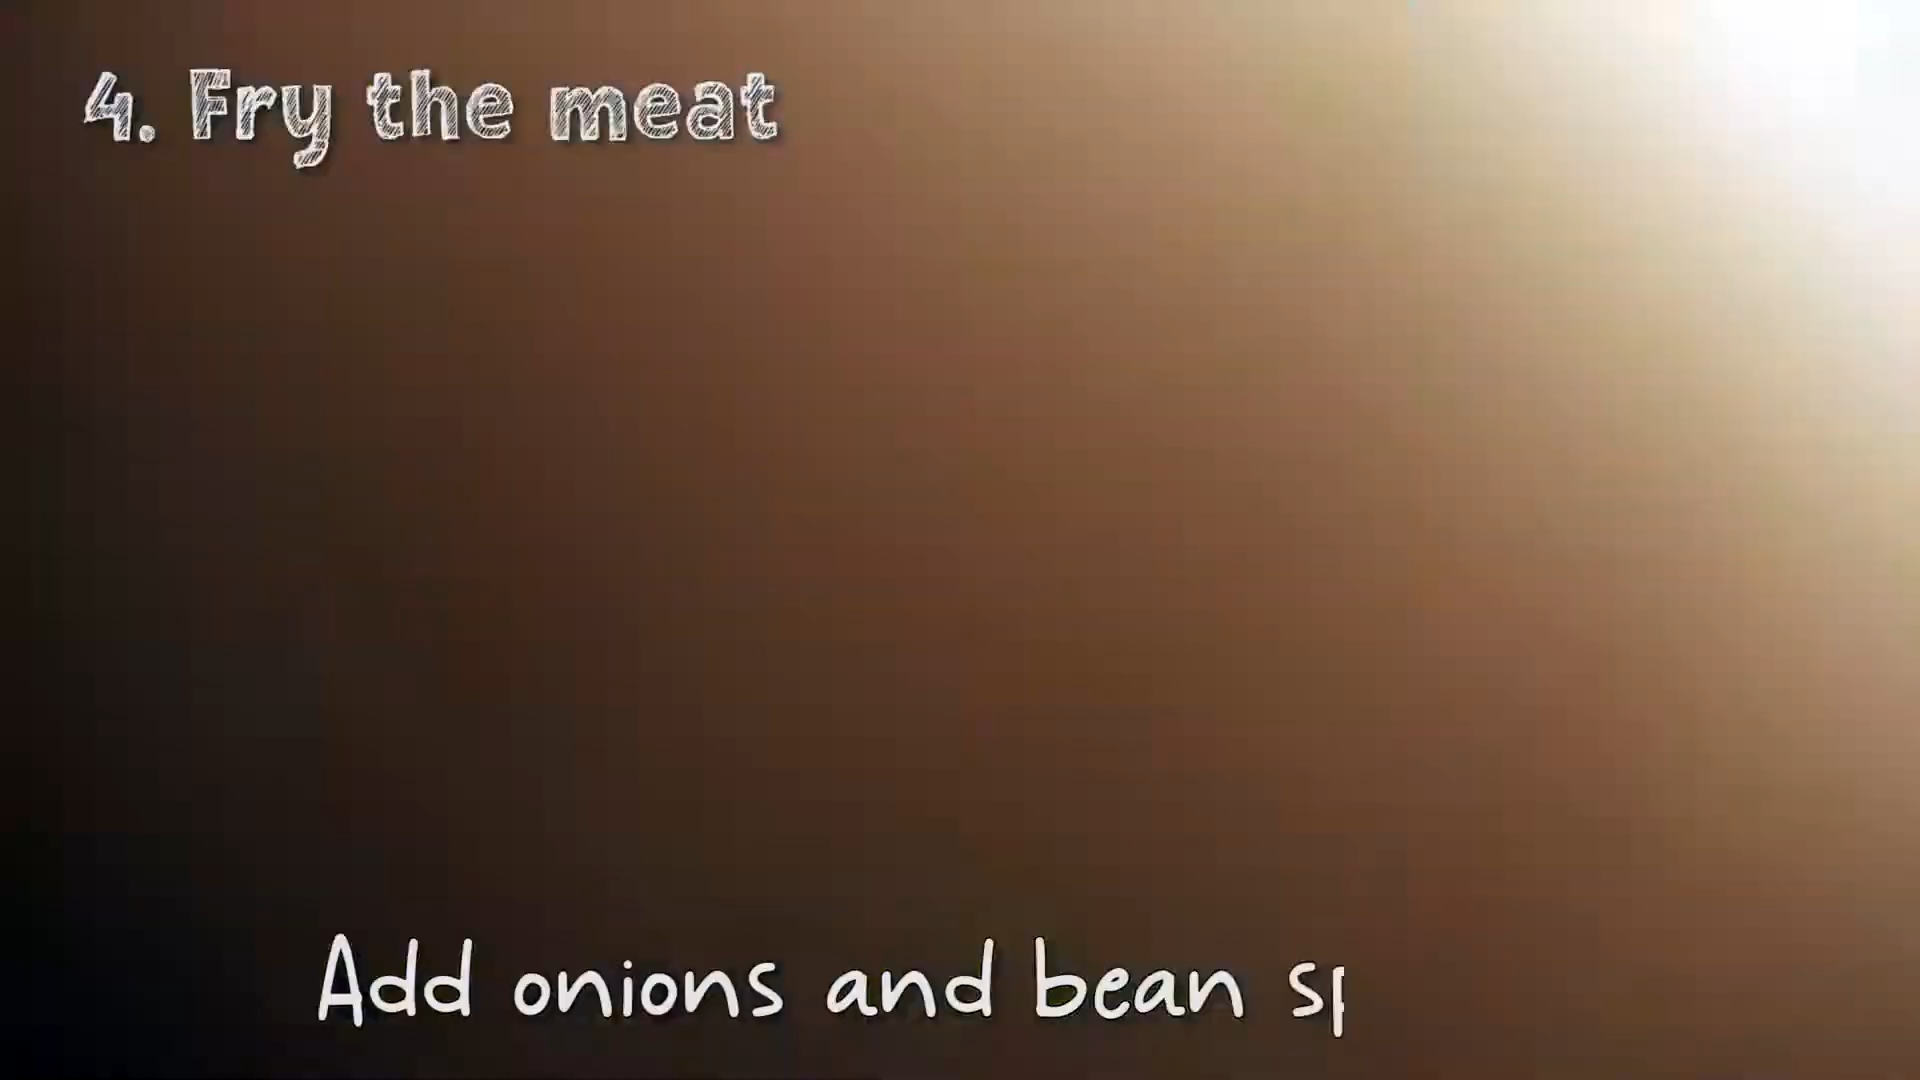 4. Fry the meat
Add onions and bean